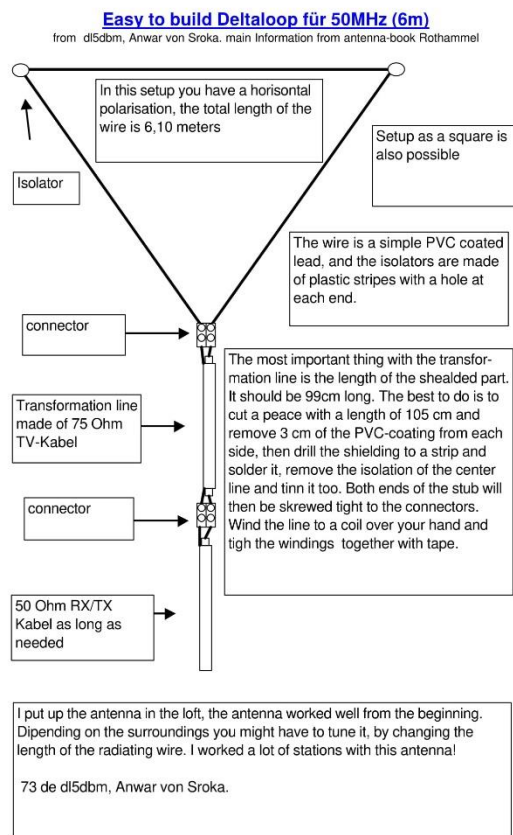 Easy to build Deltaloop für 50MHz (6m)
from dl5dbm, Anwar von Sroka. main Information from antenna-book Rothammel
In this setup you have a horisontal
polarisation, the total length of the
wire is 6,10 meters
Setup as a square is
also possible
Isolator
The wire is a simple PVC coated
lead, and the isolators are made
of plastic stripes with a hole at
each end.
connector
The most important thing with the transfor-
mation line is the length of the shealded part.
It should be 99cm long. The best to do is to
cut a peace with a length of 105 cm and
remove 3 cm of the PVC-coating from each
side, then drill the shielding to a strip and
solder it, remove the isolation of the center
line and tinn it too. Both ends of the stub will
then be skrewed tight to the connectors.
Wind the line to a coil over your hand and
tigh the windings together with tape.
Transformation line
made of 75 Ohm
TV-Kabel
connector
50 Ohm RX/TX
Kabel as long as
needed
I put up the antenna in the loft, the antenna worked well from the beginning.
Dipending on the surroundings you might have to tune it, by changing the
length of the radiating wire. I worked a lot of stations with this antenna!
73 de dl5dbm, Anwar von Sroka.